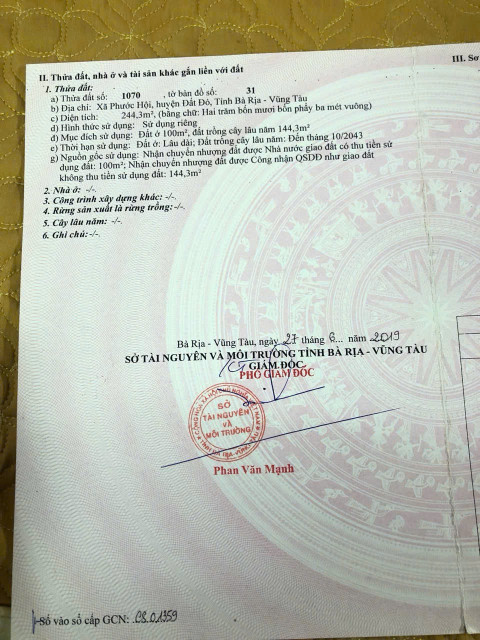 III. Sơ
II. Thửa đất, nhà ở và tài sản khác gắn liền với đất
1. Thửa đất:
a) Thửa đất số: 1070 , tờ bản đồ số: 31
b) Địa chỉ: Xã Phước Hội, huyện Đất Đỏ, Tỉnh Bà Rịa - Vũng Tàu
c) Diện tích: 244,3m², (bằng chữ: Hai trăm bốn mươi bốn phẩy ba mét vuông)
d) Hình thức sử dụng: Sử dụng riêng
đ) Mục đích sử dụng: Đất ở 100m², đất trồng cây lâu năm 144,3m²
e) Thời hạn sử dụng: Đất ở: Lâu dài; Đất trồng cây lâu năm: Đến tháng 10/2043
g) Nguồn gốc sử dụng: Nhận chuyển nhượng đất được Nhà nước giao đất có thu tiền sử
dụng đất: 100m²; Nhận chuyển nhượng đất được Công nhận QSDĐ như giao đất
không thu tiền sử dụng đất: 144,3m²
2. Nhà ở: -/-.
3. Công trình xây dựng khác: -/-.
4. Rừng sản xuất là rừng trồng:-/-.
5. Cây lâu năm: -/-.
6. Ghi chú:-/-.
Bà Rịa - Vũng Tàu, ngày 27 tháng 6... năm 2019
SỞ TÀI NGUYÊN VÀ MÔI TRƯỜNG TỈNH BÀ RỊA - VŨNG TÀU
GIÁM ĐỐC
PHÓ GIÁM ĐỐC
SỞ
TÀI NGUYÊN
VÀ
MÔI TRƯỜNG
Phan Văn Mạnh
Số vào sổ cấp GCN: CS 01359